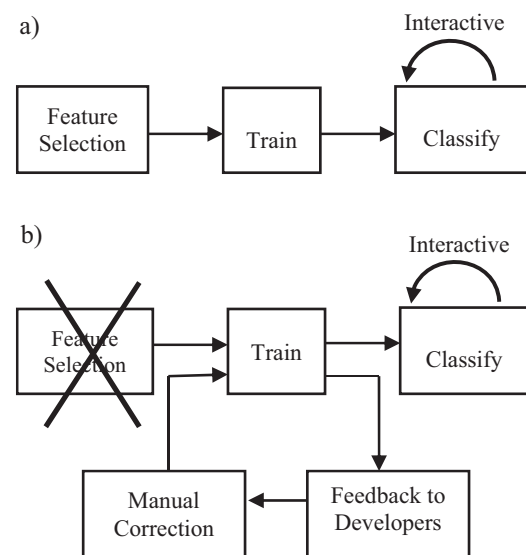 a)
Interactive
Feature
Selection
Train
Classify
b)
Interactive
Feature
Selection
Train
Classify
Manual
Correction
Feedback to
Developers